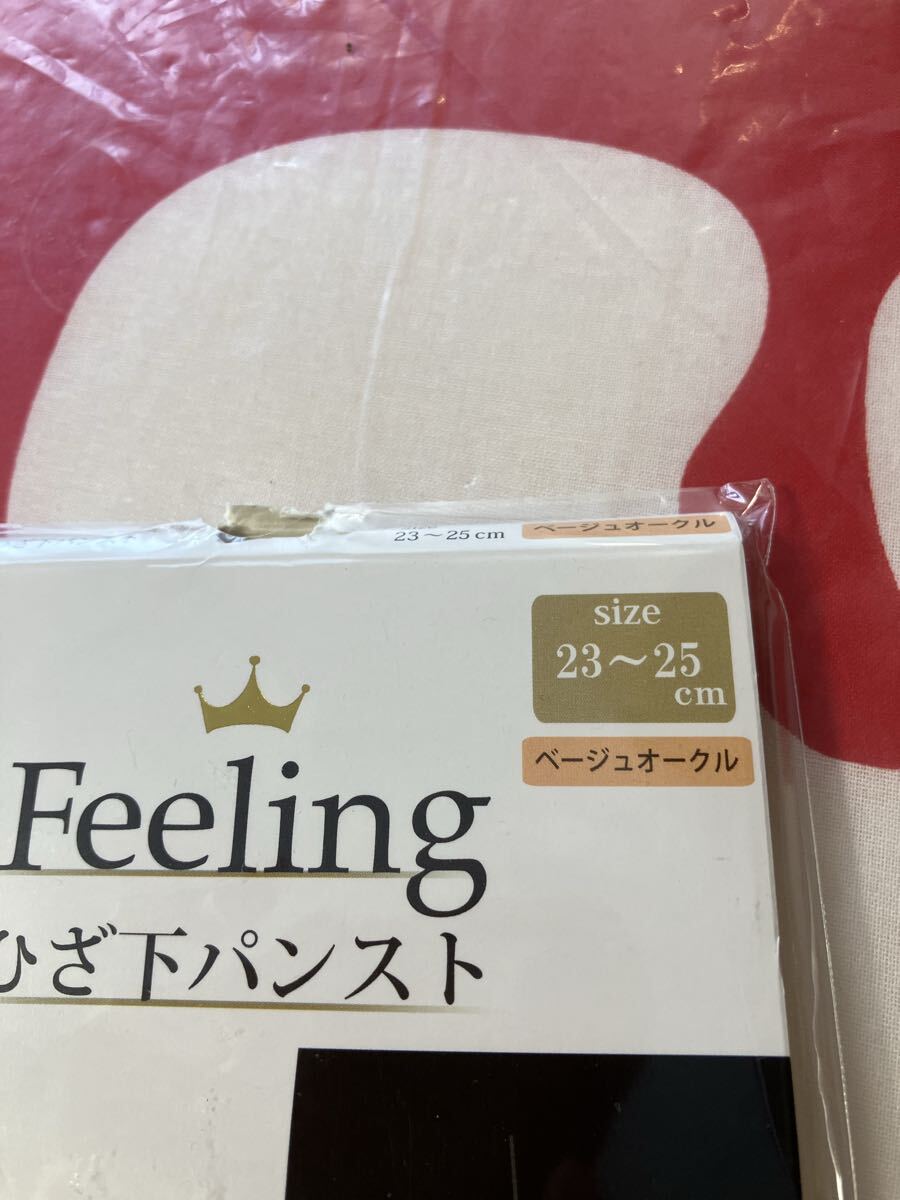 23～25cm ベージュオークル
size
23～25
cm
ベージュオークル
Feeling
ひざ下パンスト